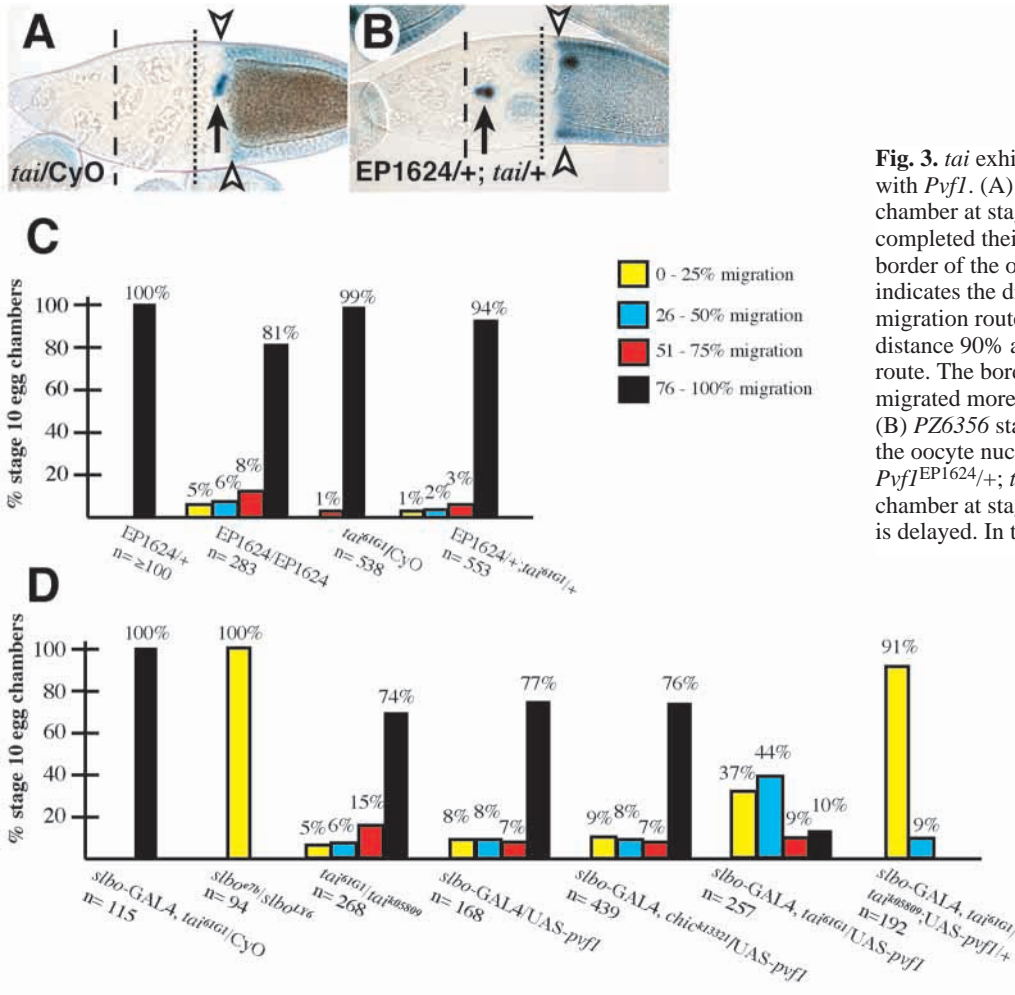 A
tai/CyO
B
EP1624/+; tai/+
Fig. 3. tai exhi
with Pvf1. (A)
chamber at stag
completed thei
border of the o
indicates the di
migration route
distance 90% a
route. The bord
migrated more
(B) PZ6356 sta
the oocyte nuc
Pvf1EP1624/+; t
chamber at stag
is delayed. In t
C
% stage 10 egg chambers
100
80
60
40
20
100%
5%
6%
8%
81%
1%
99%
1%
2%
3%
94%
0 - 25% migration
26 - 50% migration
51 - 75% migration
76 - 100% migration
EP1624/+
n= ≥100
EP1624/EP1624
n= 283
tai61G1/CyO
n= 538
EP1624/+;tai61G1/+
n= 553
D
% stage 10 egg chambers
100
80
60
40
20
100%
100%
5%
6%
15%
74%
8%
8%
7%
77%
9%
8%
7%
76%
37%
44%
9%
10%
91%
9%
slbo-GAL4, tai61G1/CyO
n= 115
slboe7b/slboLY6
n= 94
tai61G1/taik05809
n= 268
slbo-GAL4/UAS-pvf1
n= 168
slbo-GAL4, chick13321/UAS-pvf1
n= 439
slbo-GAL4, tai61G1/UAS-pvf1
n= 257
slbo-GAL4, tai61G1/
taik05809;UAS-pvf1/+
n=192